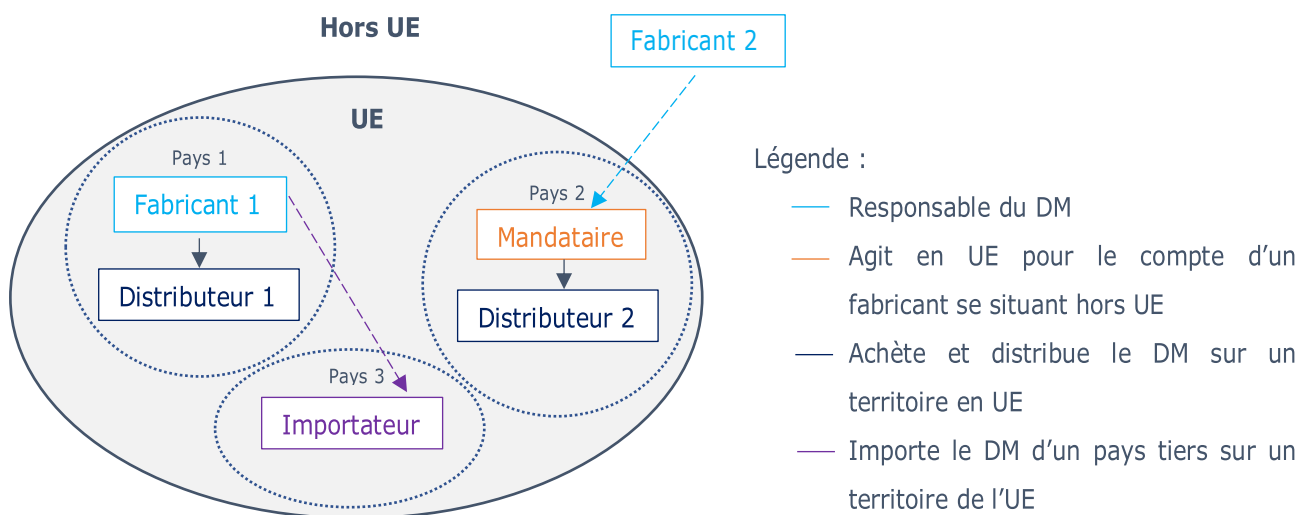 Hors UE
Fabricant 2
UE
Pays 1
Fabricant 1
Distributeur 1
Pays 2
Mandataire
Distributeur 2
Pays 3
Importateur
Légende :
Responsable du DM
Agit en UE pour le compte d’un
fabricant se situant hors UE
Achète et distribue le DM sur un
territoire en UE
Importe le DM d’un pays tiers sur un
territoire de l’UE